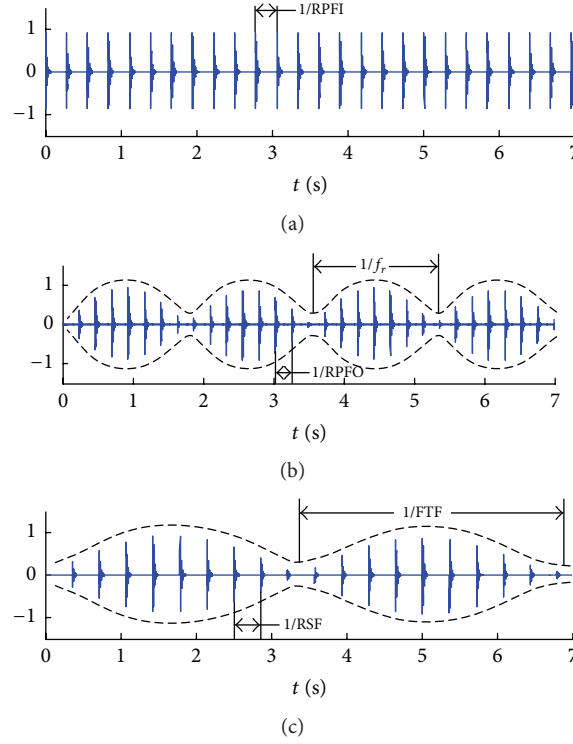 1/RPFI
1
0
−1
0 1 2 3 4 5 6 7
t (s)
(a)
1/f_r
1
0
−1
1/RPFO
0 1 2 3 4 5 6 7
t (s)
(b)
1/FTF
1
0
−1
1/RSF
0 1 2 3 4 5 6 7
t (s)
(c)